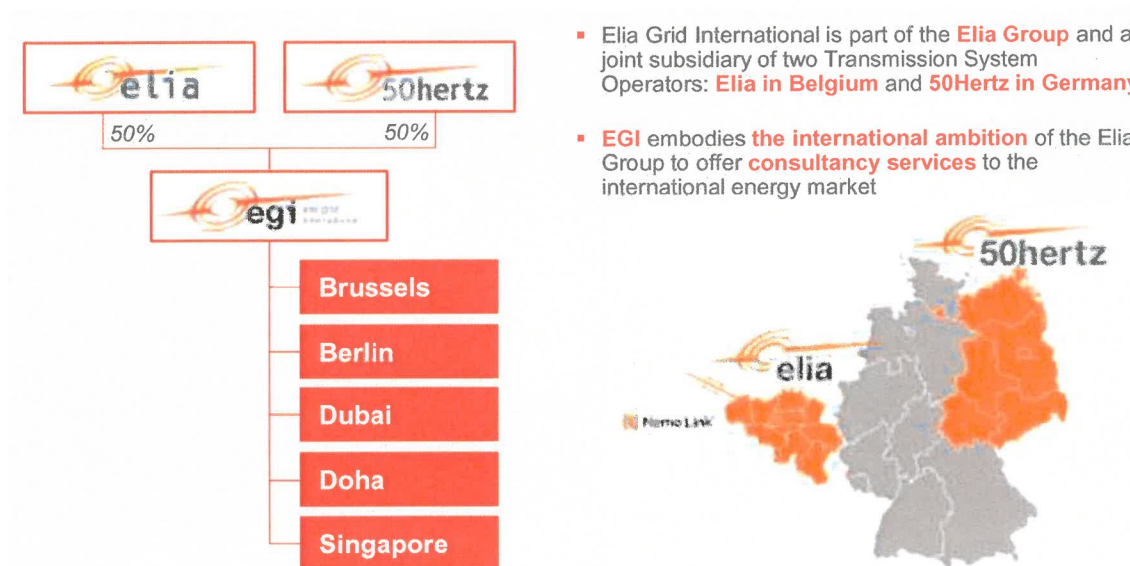 elia
50hertz
50%
50%
egi
Brussels
Berlin
Dubai
Doha
Singapore
▪ Elia Grid International is part of the Elia Group and a
joint subsidiary of two Transmission System
Operators: Elia in Belgium and 50Hertz in Germany
▪ EGI embodies the international ambition of the Elia
Group to offer consultancy services to the
international energy market
50hertz
elia
Nemo Link